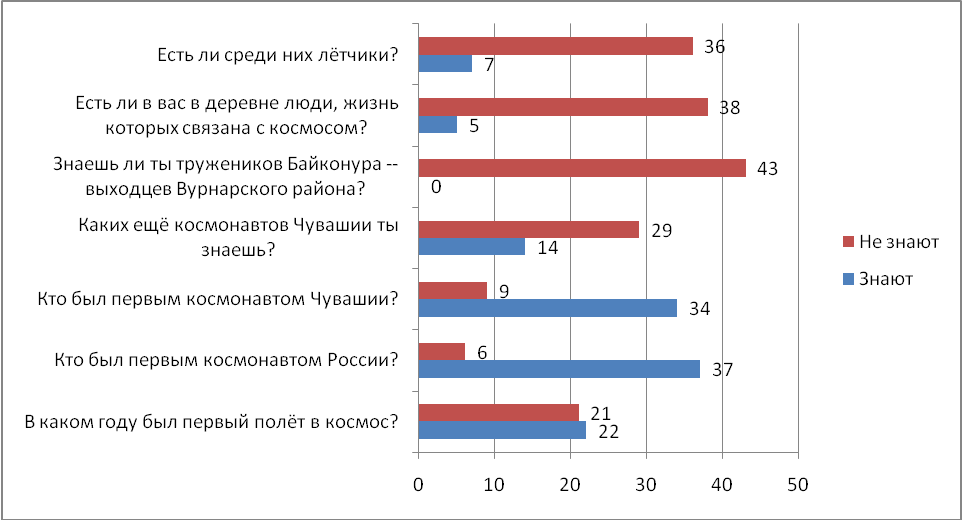 Есть ли среди них лётчики?
36
7
Есть ли в вас в деревне люди, жизнь
которых связана с космосом?
38
5
Знаешь ли ты тружеников Байконура --
выходцев Вурнарского района?
43
0
Каких ещё космонавтов Чувашии ты
знаешь?
29
14
Кто был первым космонавтом Чувашии?
9
34
Кто был первым космонавтом России?
6
37
В каком году был первый полёт в космос?
21
22
0 10 20 30 40 50
Не знают
Знают